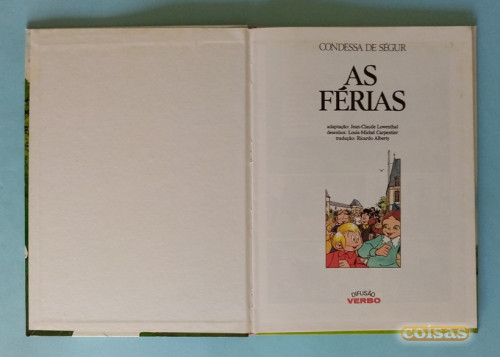 CONDESSA DE SÉGUR
AS
FÉRIAS
adaptação: Jean-Claude Lowenthal
desenhos: Louis-Michel Carpentier
tradução: Ricardo Alberty
DIFUSÃO
VERBO
coisas